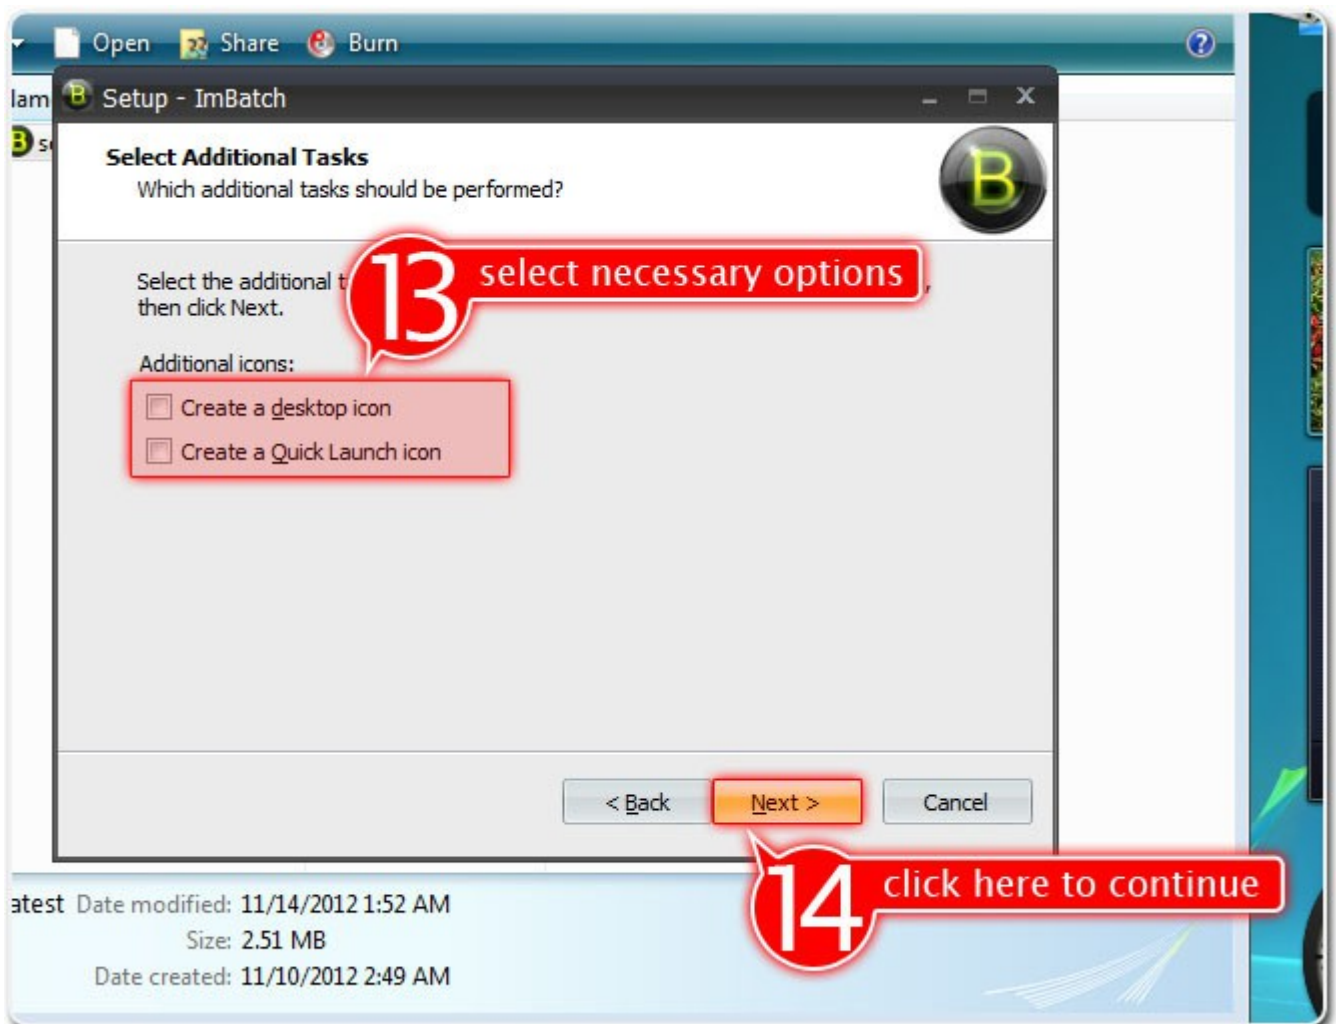 Open Share Burn
Setup - ImBatch
Select Additional Tasks
Which additional tasks should be performed?
B
Select the additional
then click Next.
13 select necessary options
Additional icons:
Create a desktop icon
Create a Quick Launch icon
< Back Next > Cancel
14 click here to continue
Date modified: 11/14/2012 1:52 AM
Size: 2.51 MB
Date created: 11/10/2012 2:49 AM